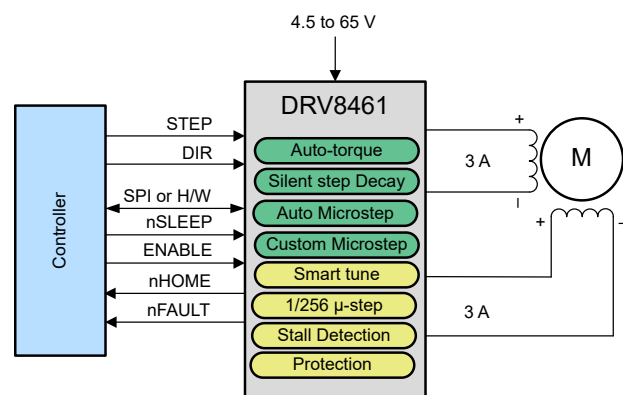 4.5 to 65 V
DRV8461
Controller
STEP
DIR
SPI or H/W
nSLEEP
ENABLE
nHOME
nFAULT
Auto-torque
Silent step Decay
Auto Microstep
Custom Microstep
Smart tune
1/256 µ-step
Stall Detection
Protection
+
3 A
–
M
+
–
3 A